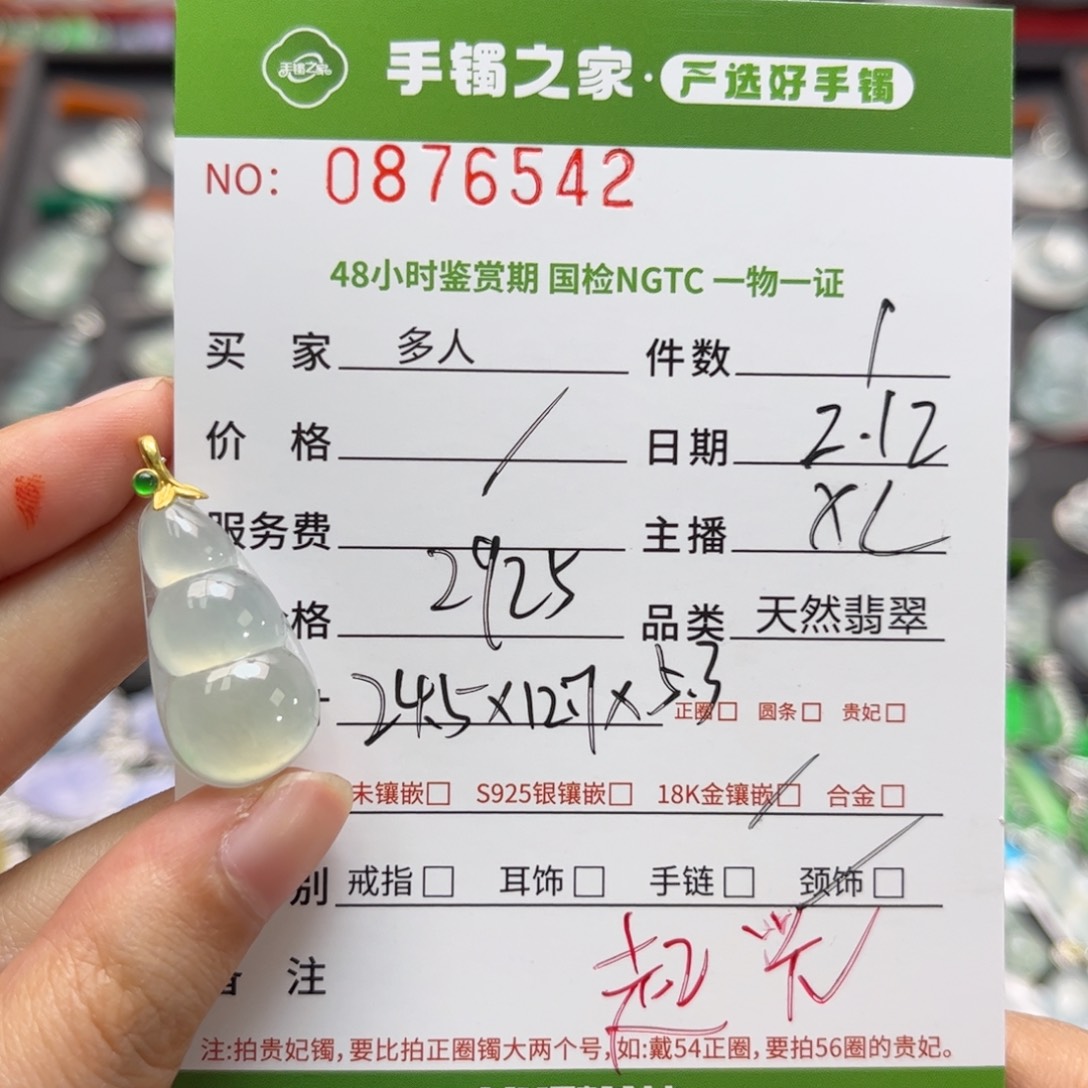 手镯之家 手镯之家·严选好手镯
NO: 0876542
48小时鉴赏期 国检NGTC 一物一证
买 家 多人 件数 1
价 格 / 日期 2.12
服务费 主播 XL
格 2925 品类 天然翡翠
24.5×12.7×5.3 正圈□ 圆条□ 贵妃□
未镶嵌□ S925银镶嵌□ 18K金镶嵌□ 合金□
别 戒指□ 耳饰□ 手链□ 颈饰□
备 注
注:拍贵妃镯,要比拍正圈镯大两个号,如:戴54正圈,要拍56圈的贵妃。